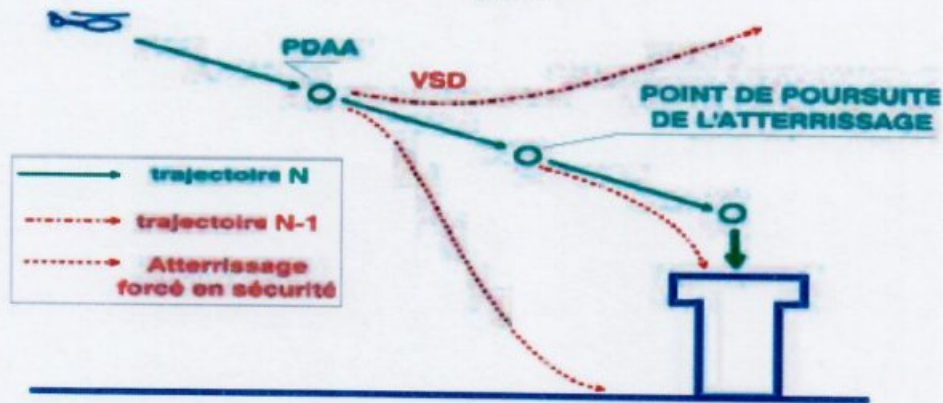 PDAA
VSD
POINT DE POURSUITE
DE L'ATTERRISSAGE
trajectoire N
trajectoire N-1
Atterrissage
forcé en sécurité